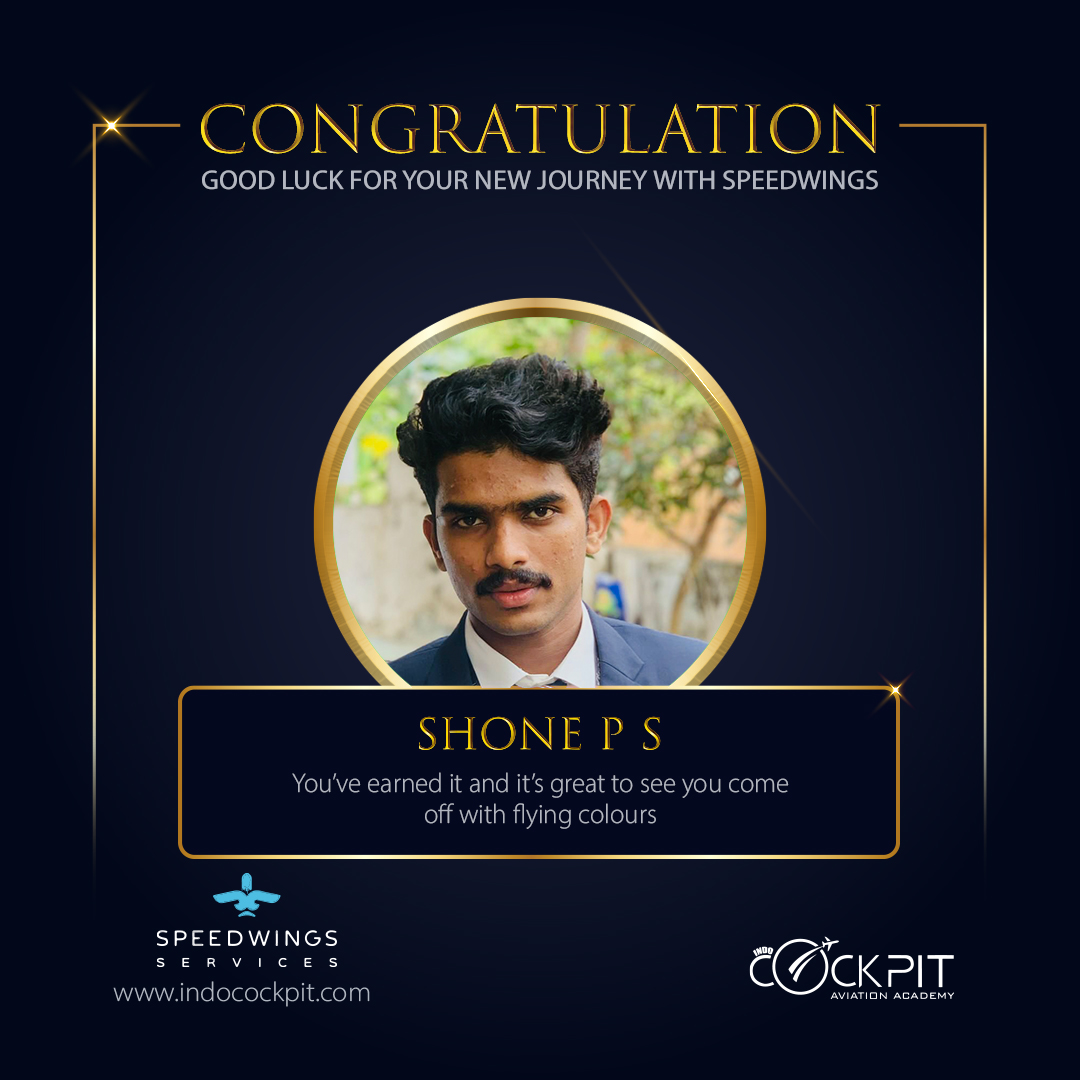 CONGRATULATION
GOOD LUCK FOR YOUR NEW JOURNEY WITH SPEEDWINGS
SHONE P S
You’ve earned it and it’s great to see you come
off with flying colours
SPEEDWINGS
SERVICES
www.indocockpit.com
INDO
COCKPIT
AVIATION ACADEMY